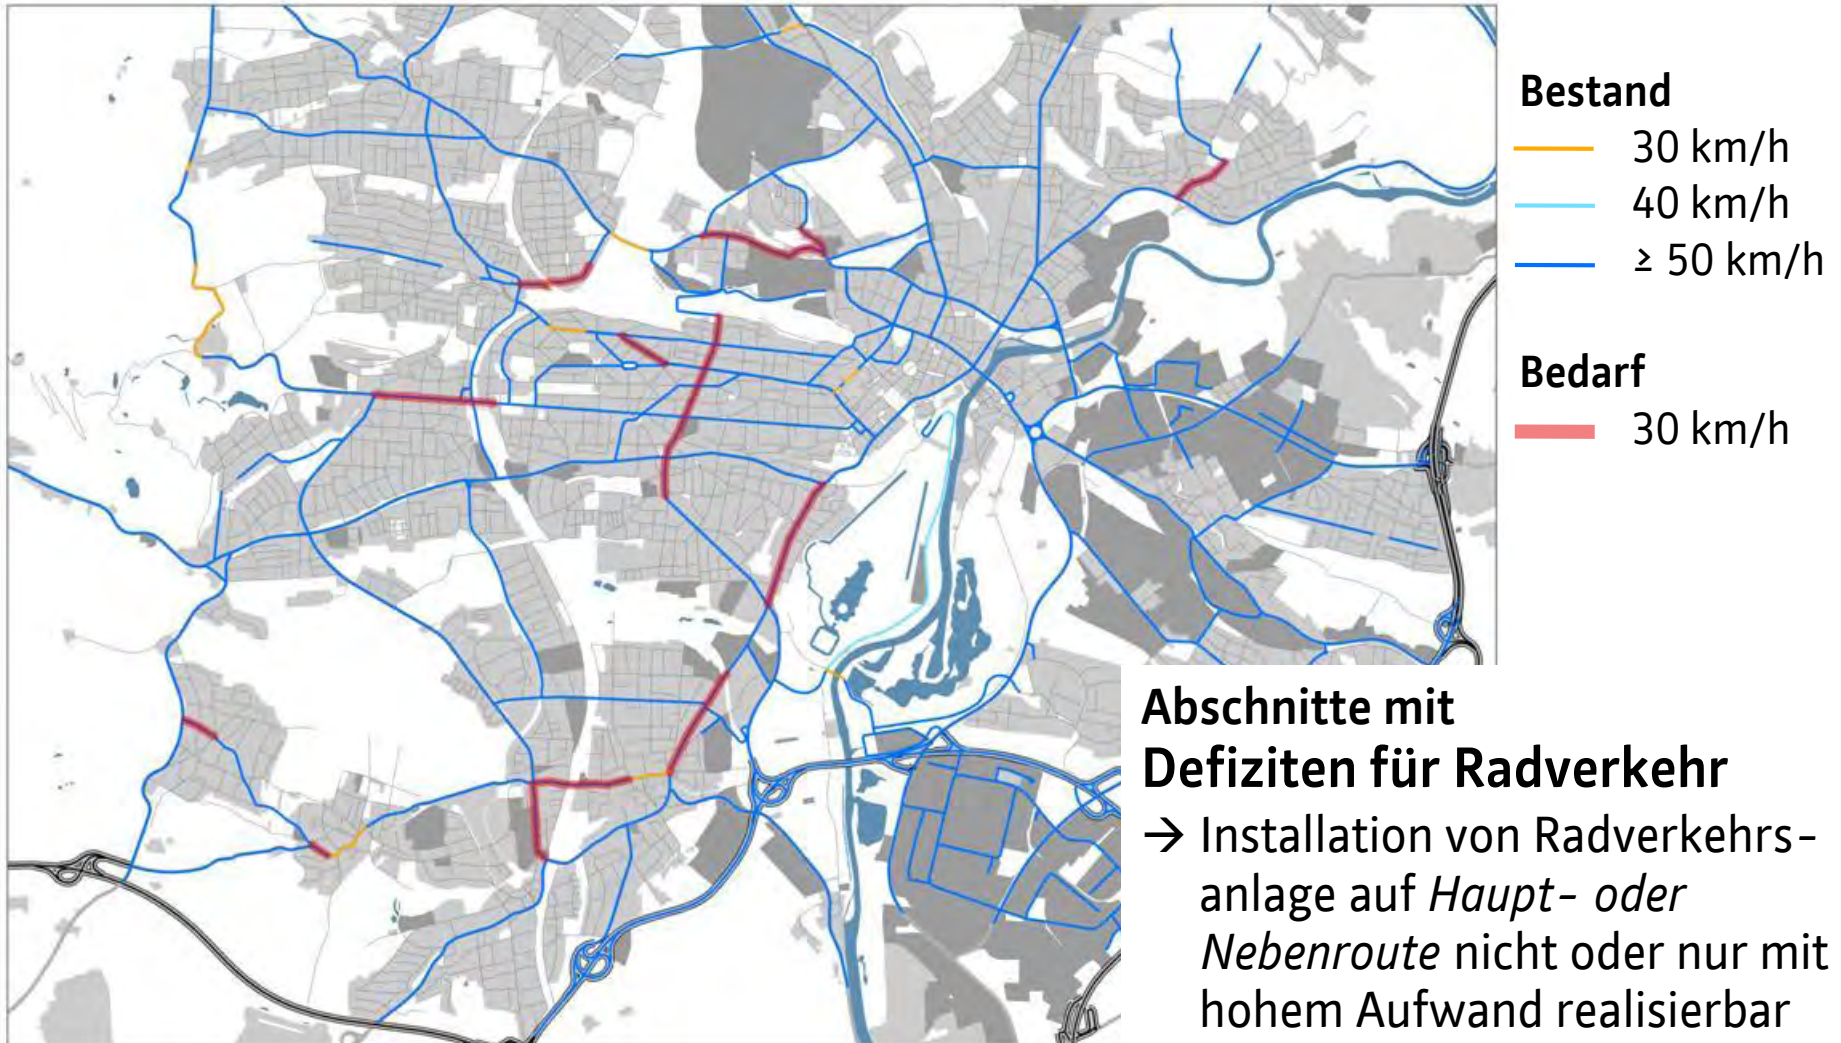 Bestand
30 km/h
40 km/h
≥ 50 km/h
Bedarf
30 km/h
Abschnitte mit
Defiziten für Radverkehr
→ Installation von Radverkehrs-
anlage auf Haupt- oder
Nebenroute nicht oder nur mit
hohem Aufwand realisierbar